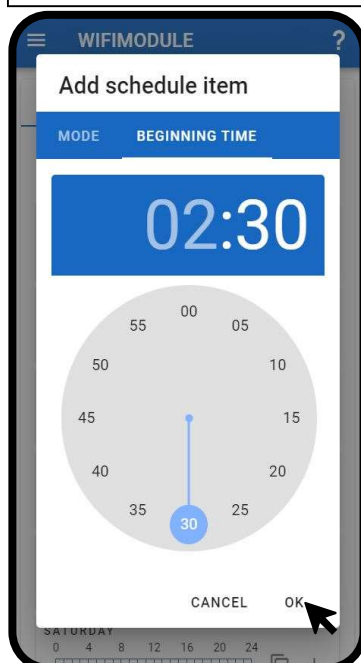 WIFIMODULE ?
Add schedule item
MODE BEGINNING TIME
02:30
00
55 05
50 10
45 15
40 20
35 25
30
CANCEL OK
SATURDAY
0 4 8 12 16 20 24